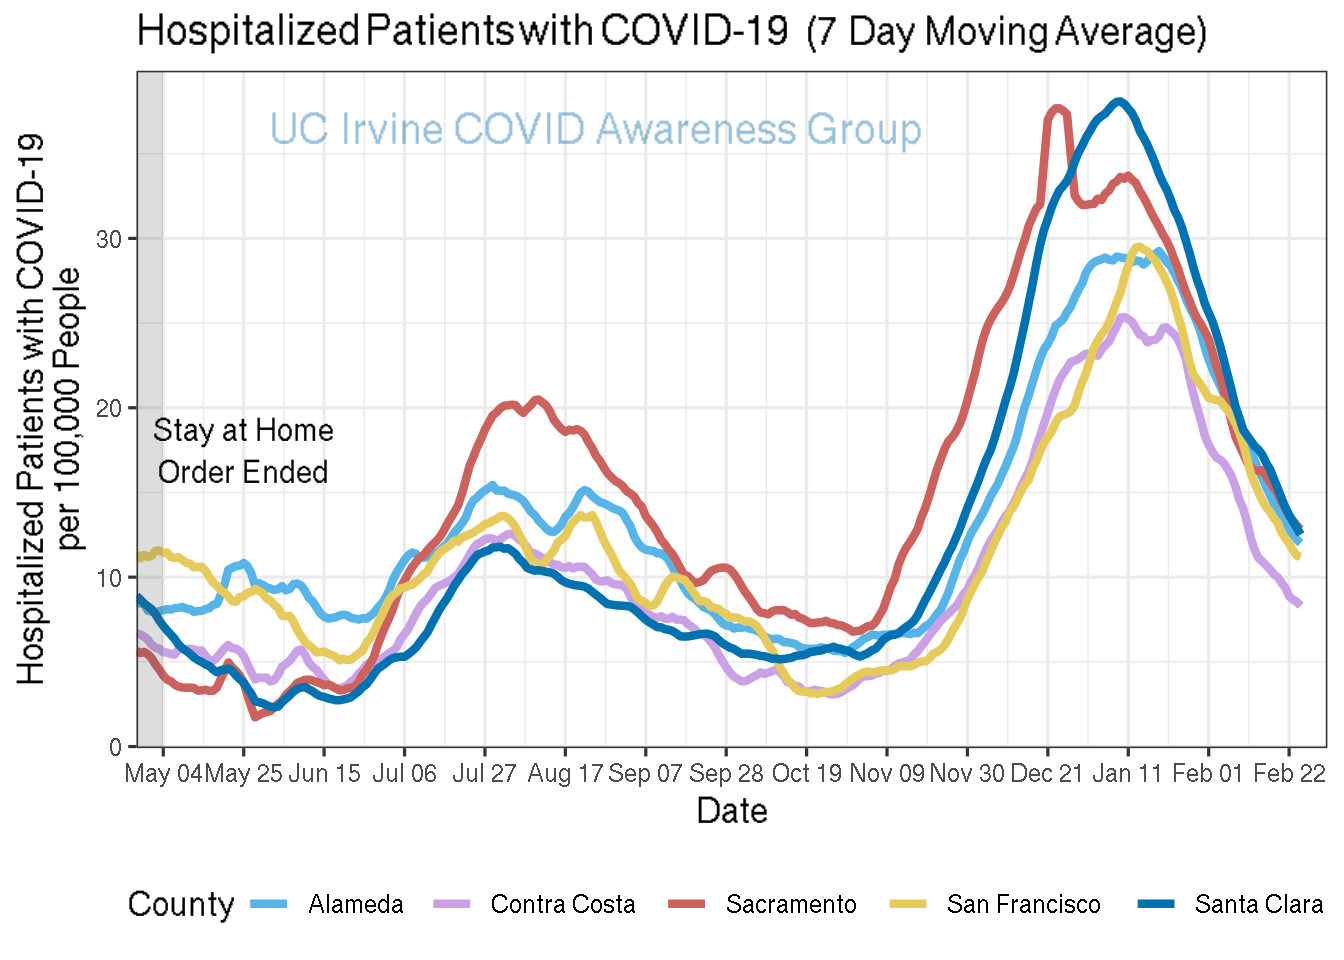 Hospitalized Patients with COVID-19 (7 Day Moving Average)
UC Irvine COVID Awareness Group
Hospitalized Patients with COVID-19
per 100,000 People
30
20
10
0
Stay at Home
Order Ended
May 04 May 25 Jun 15 Jul 06 Jul 27 Aug 17 Sep 07 Sep 28 Oct 19 Nov 09 Nov 30 Dec 21 Jan 11 Feb 01 Feb 22
Date
County Alameda Contra Costa Sacramento San Francisco Santa Clara